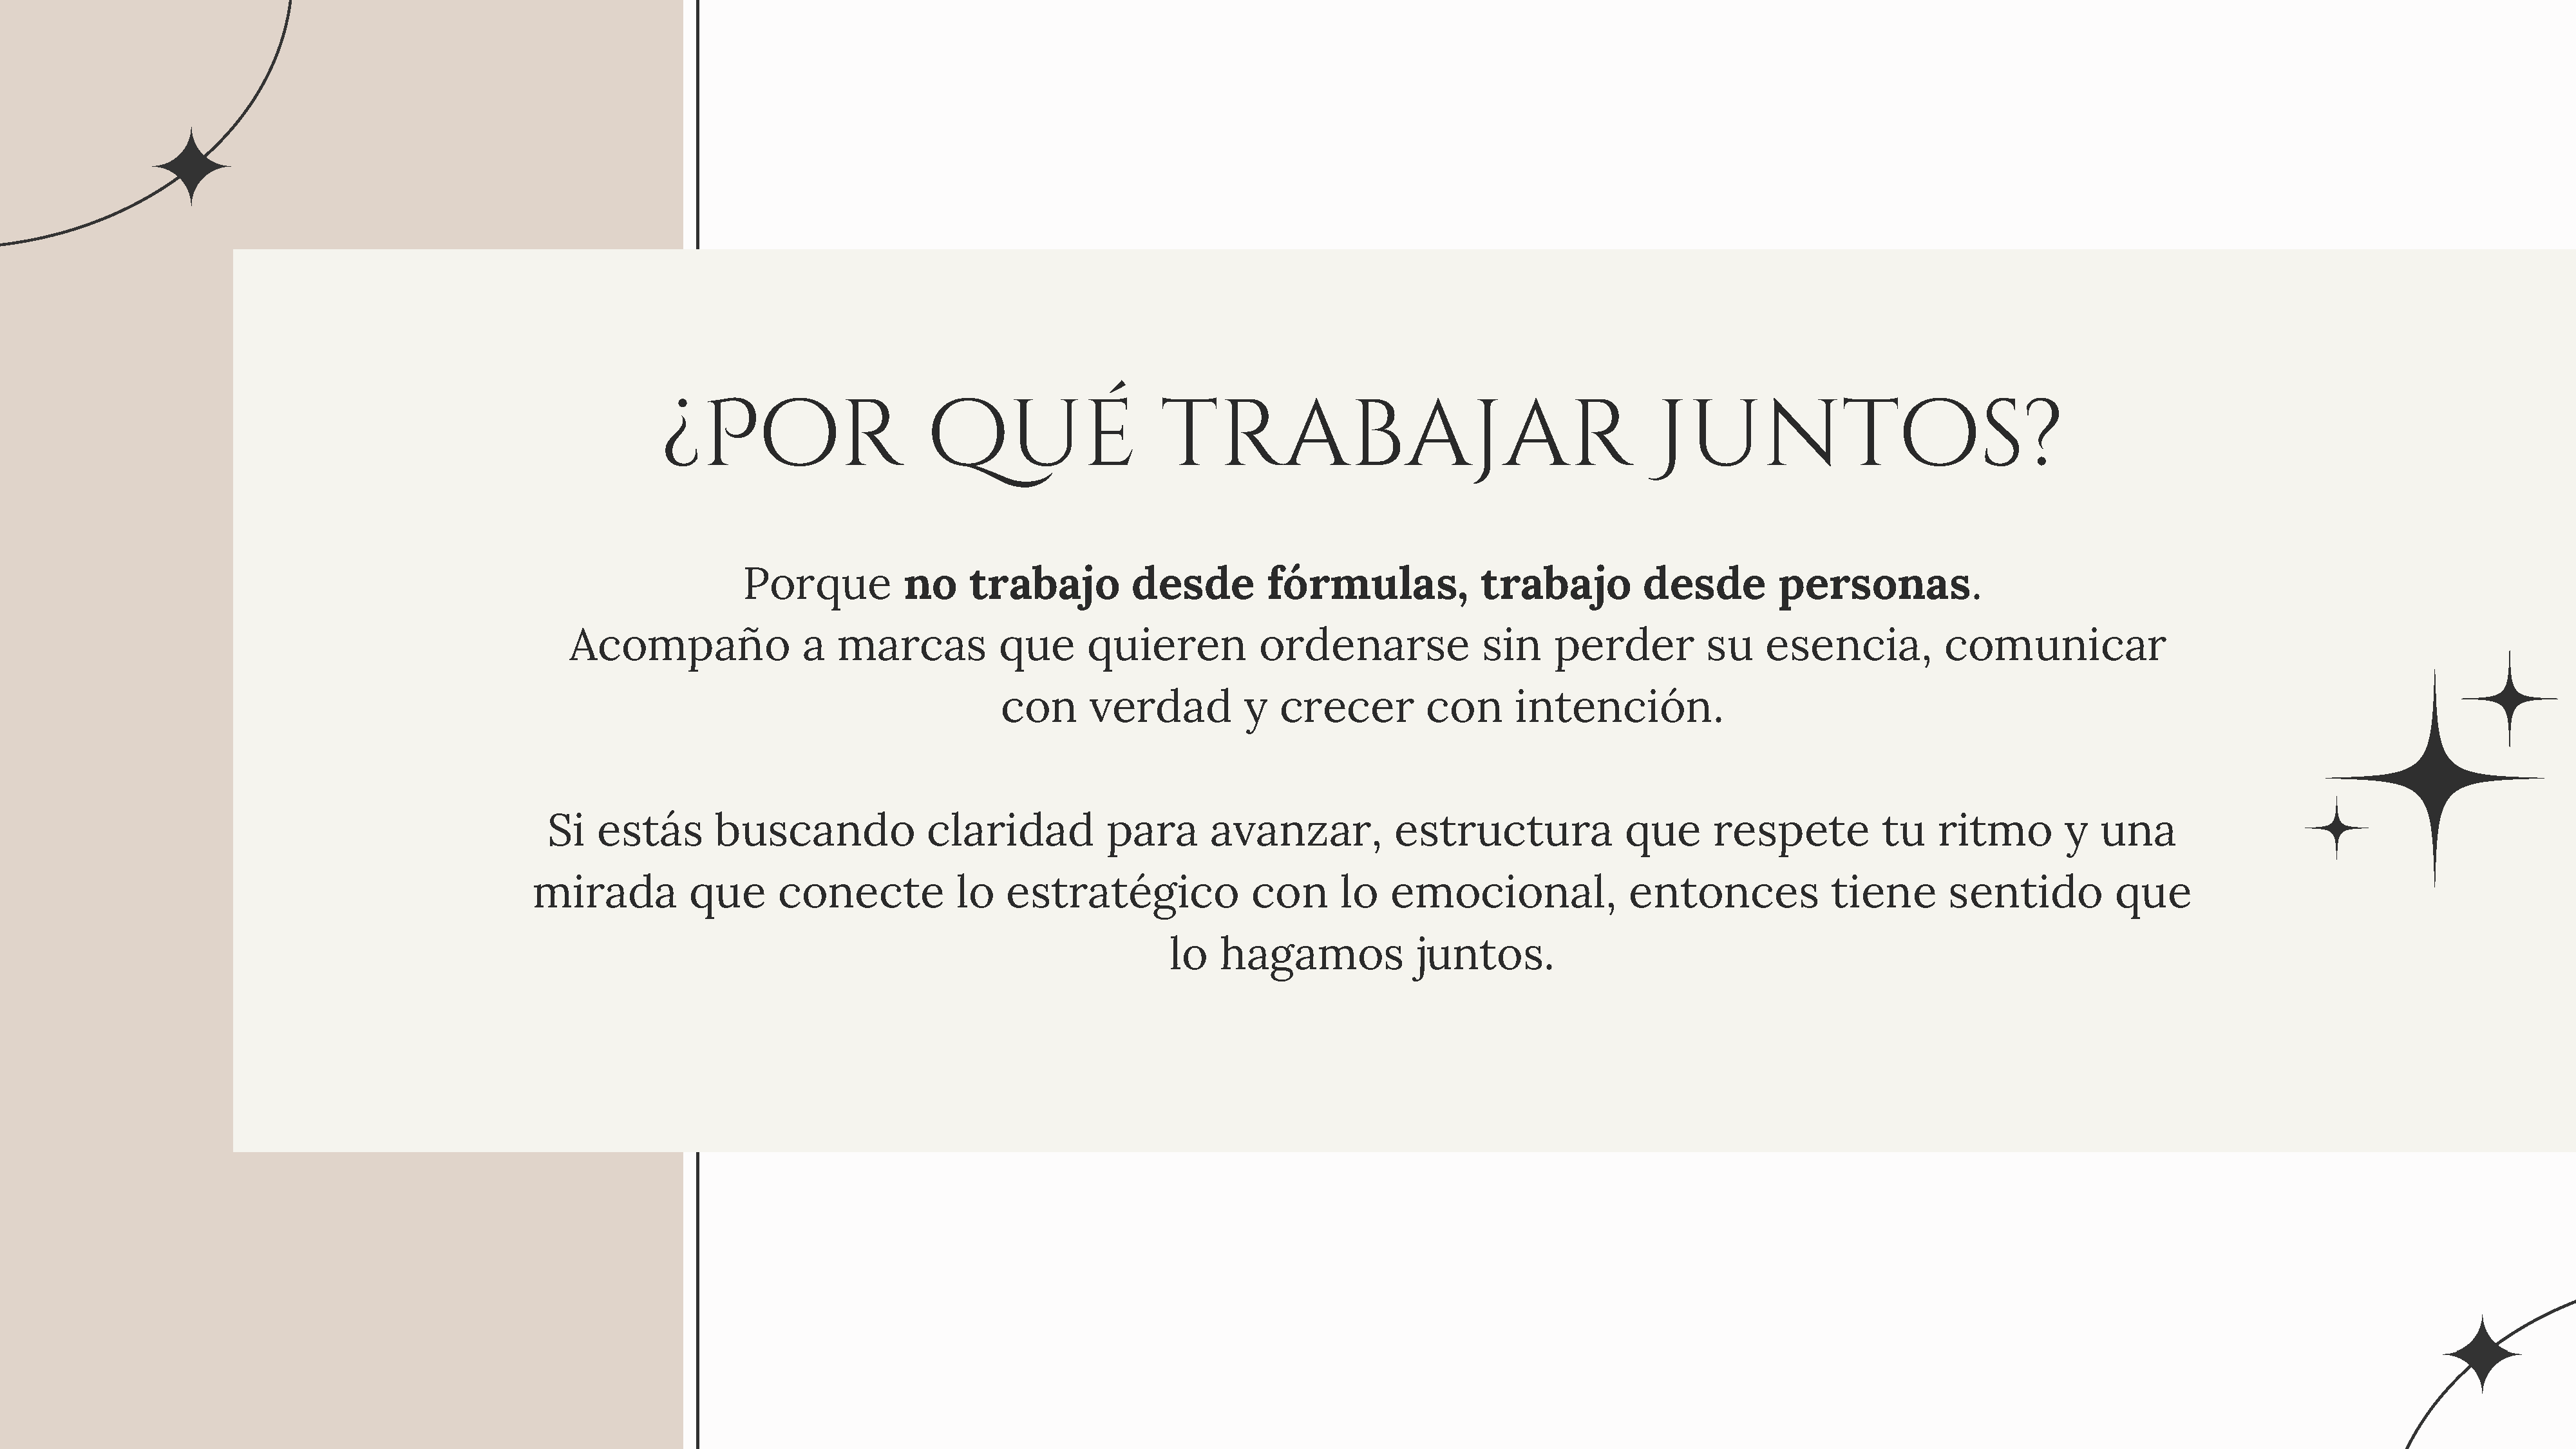 ¿POR QUÉ TRABAJAR JUNTOS?
Porque no trabajo desde fórmulas, trabajo desde personas.
Acompaño a marcas que quieren ordenarse sin perder su esencia, comunicar
con verdad y crecer con intención.
Si estás buscando claridad para avanzar, estructura que respete tu ritmo y una
mirada que conecte lo estratégico con lo emocional, entonces tiene sentido que
lo hagamos juntos.